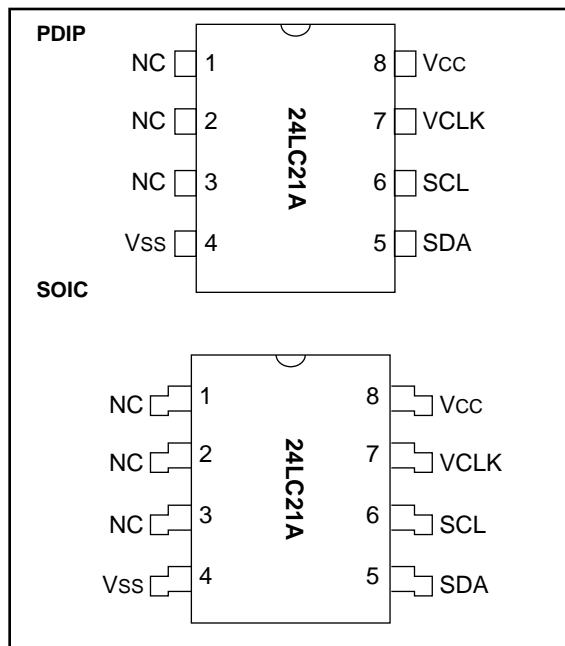 PDIP
NC 1 8 VCC
NC 2 7 VCLK
NC 3 6 SCL
VSS 4 5 SDA
24LC21A
SOIC
NC 1 8 VCC
NC 2 7 VCLK
NC 3 6 SCL
VSS 4 5 SDA
24LC21A